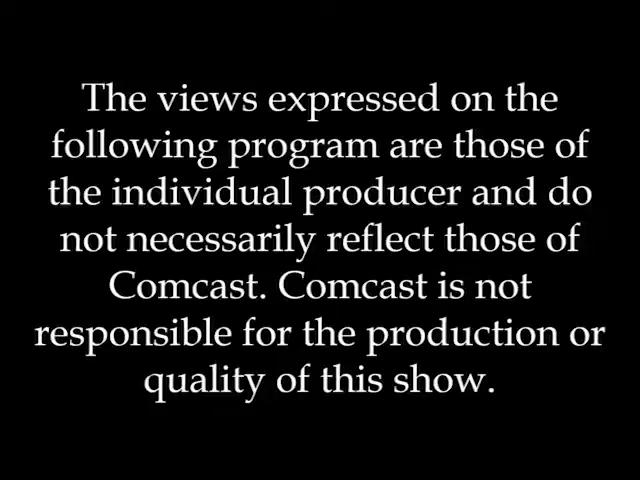 The views expressed on the
following program are those of
the individual producer and do
not necessarily reflect those of
Comcast. Comcast is not
responsible for the production or
quality of this show.